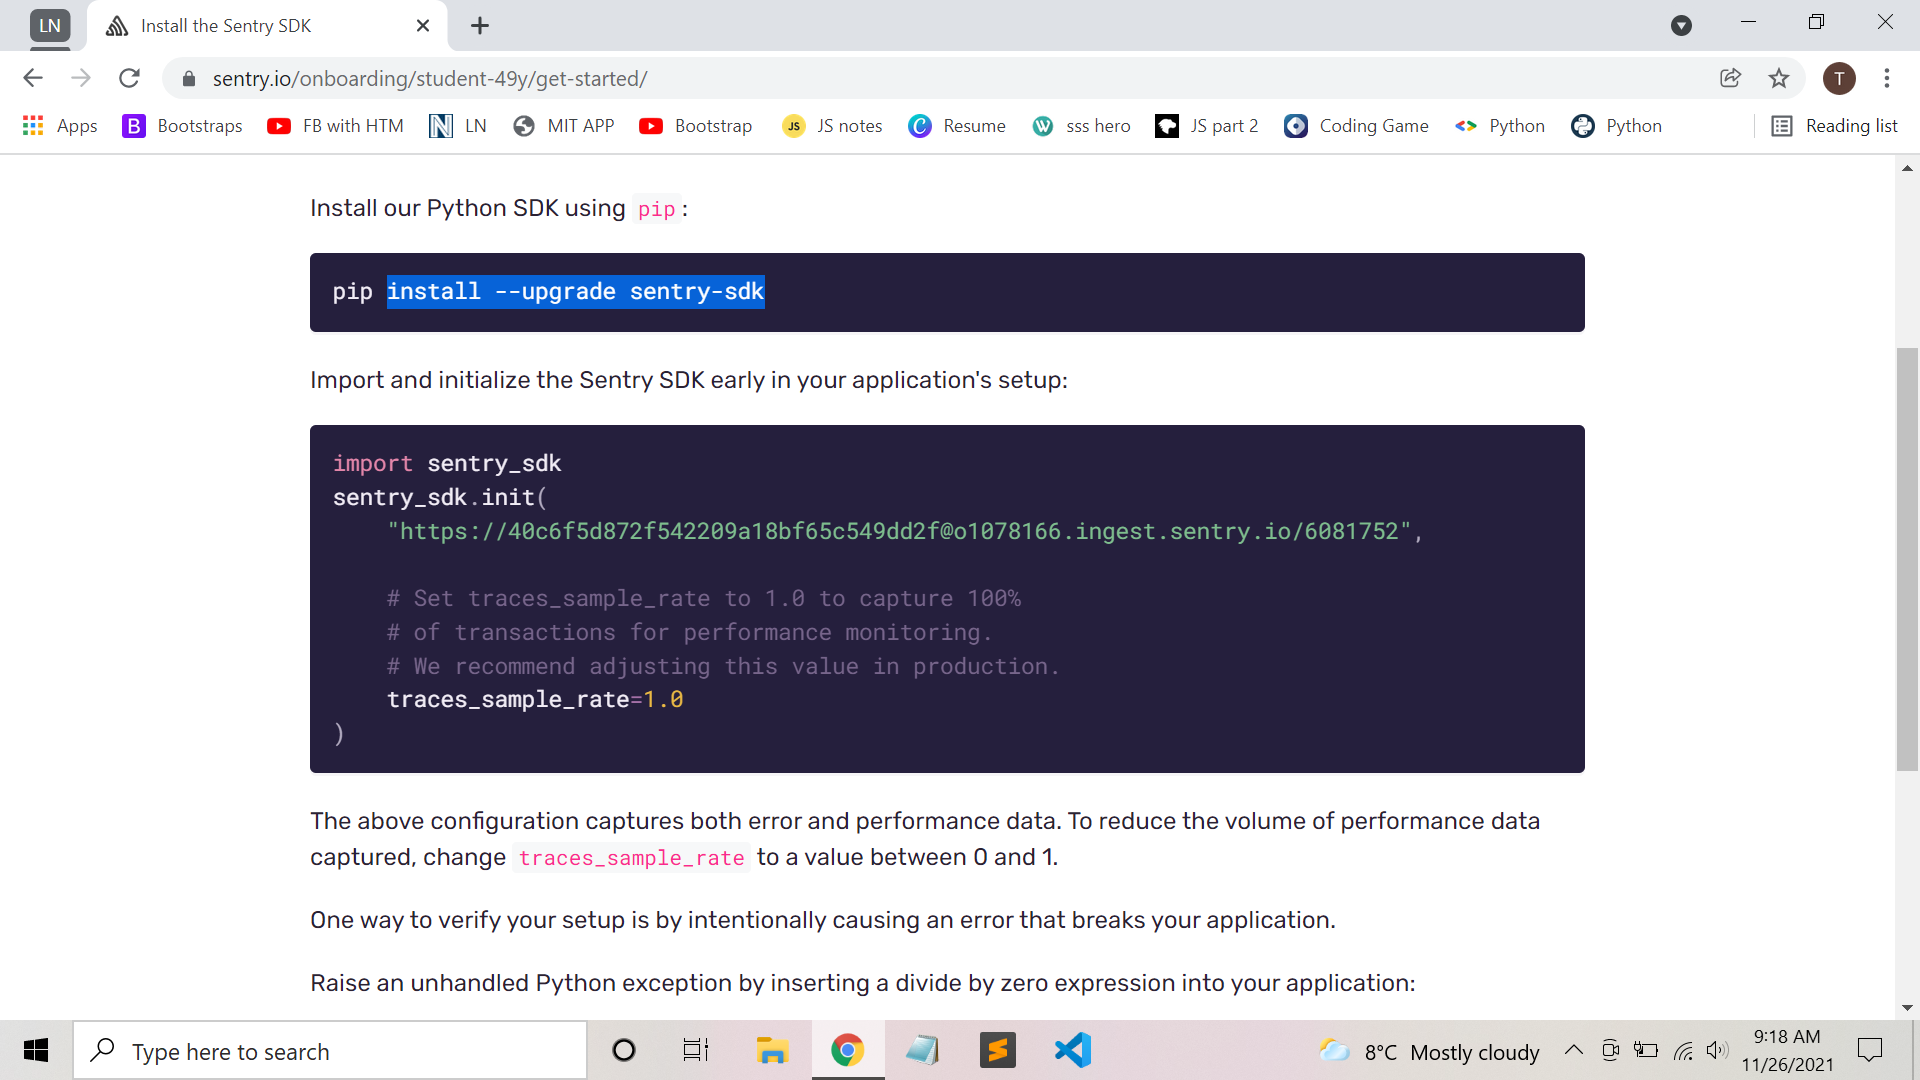 LN
Install the Sentry SDK
sentry.io/onboarding/student-49y/get-started/
T
Apps
B Bootstraps
FB with HTM
N LN
MIT APP
Bootstrap
JS JS notes
C Resume
W sss hero
JS part 2
Coding Game
Python
Python
Reading list
Install our Python SDK using pip:
pip install --upgrade sentry-sdk
Import and initialize the Sentry SDK early in your application's setup:
import sentry_sdk
sentry_sdk.init(
"https://40c6f5d872f542209a18bf65c549dd2f@o1078166.ingest.sentry.io/6081752",
# Set traces_sample_rate to 1.0 to capture 100%
# of transactions for performance monitoring.
# We recommend adjusting this value in production.
traces_sample_rate=1.0
)
The above configuration captures both error and performance data. To reduce the volume of performance data
captured, change traces_sample_rate to a value between 0 and 1.
One way to verify your setup is by intentionally causing an error that breaks your application.
Raise an unhandled Python exception by inserting a divide by zero expression into your application:
Type here to search
8°C Mostly cloudy
9:18 AM
11/26/2021